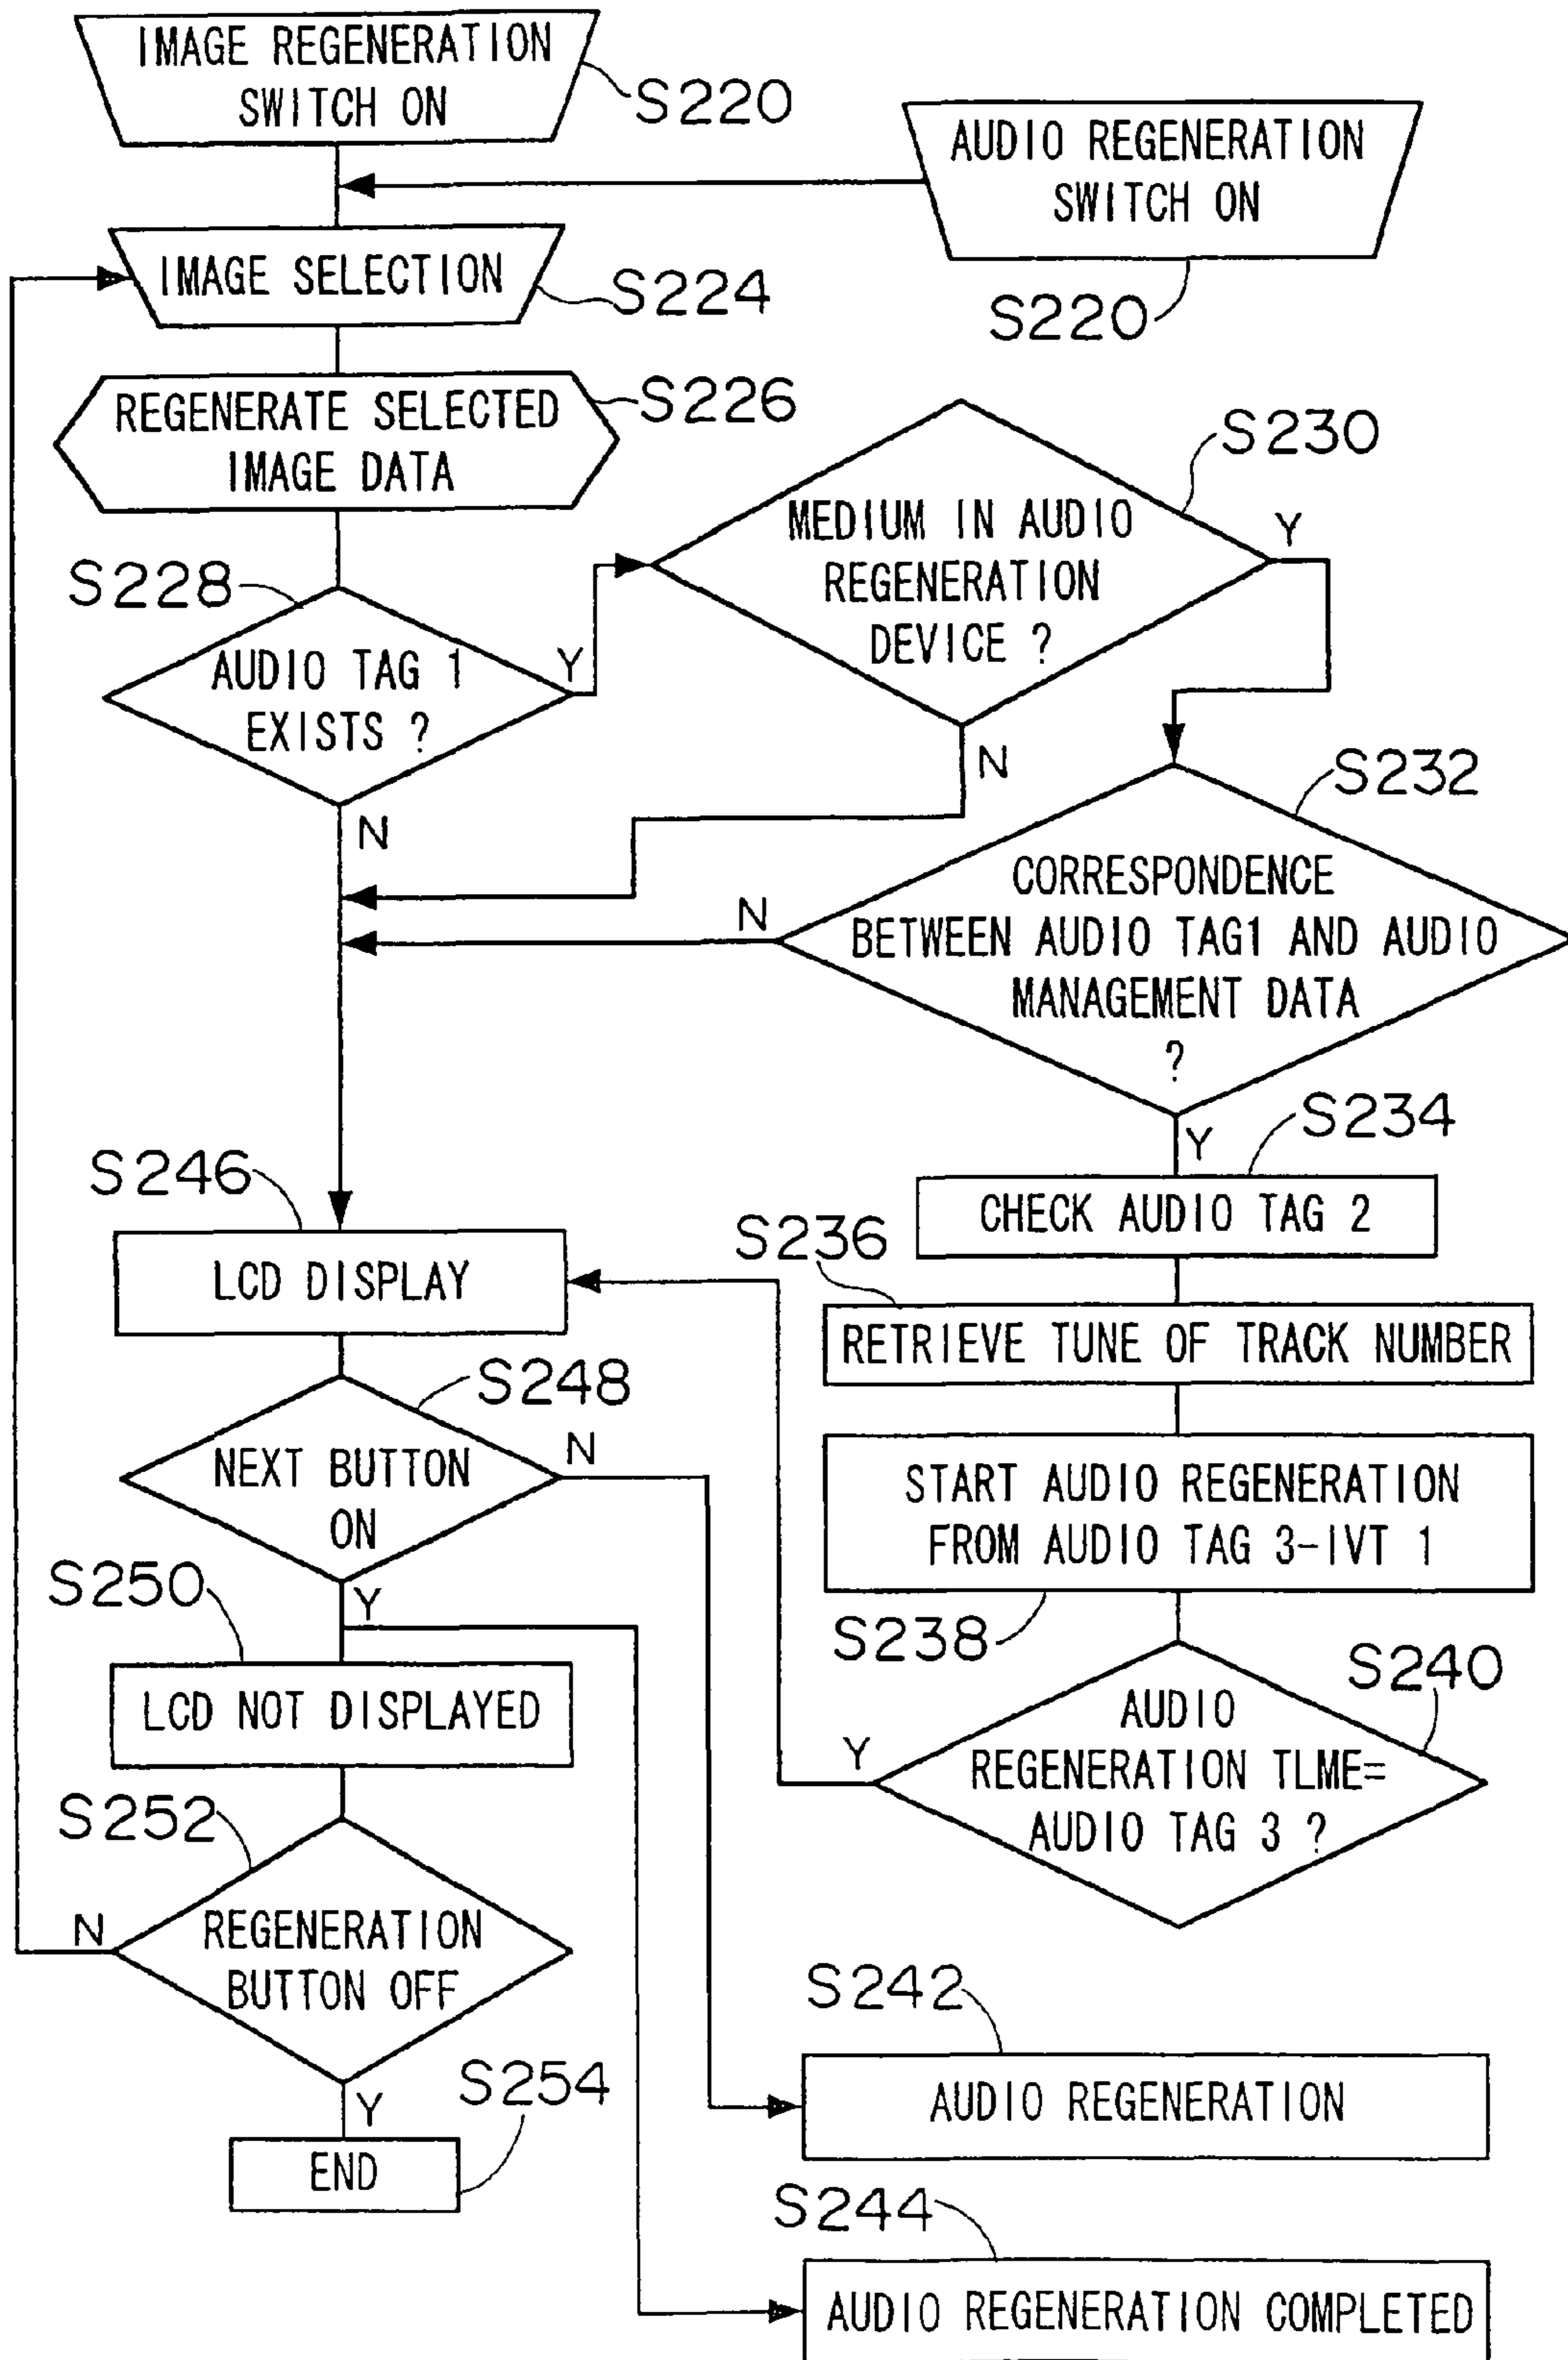 IMAGE REGENERATION
SWITCH ON
S220
AUDIO REGENERATION
SWITCH ON
S220
IMAGE SELECTION
S224
REGENERATE SELECTED
IMAGE DATA
S226
S228
AUDIO TAG 1
EXISTS ?
Y
N
S230
MEDIUM IN AUDIO
REGENERATION
DEVICE ?
Y
N
S232
CORRESPONDENCE
BETWEEN AUDIO TAG1 AND AUDIO
MANAGEMENT DATA
?
N
Y
S234
CHECK AUDIO TAG 2
S236
RETRIEVE TUNE OF TRACK NUMBER
START AUDIO REGENERATION
FROM AUDIO TAG 3-IVT 1
S238
S240
AUDIO
REGENERATION TLME=
AUDIO TAG 3 ?
Y
S246
LCD DISPLAY
S248
NEXT BUTTON
ON
N
Y
S250
LCD NOT DISPLAYED
S252
REGENERATION
BUTTON OFF
N
Y
S254
END
S242
AUDIO REGENERATION
S244
AUDIO REGENERATION COMPLETED